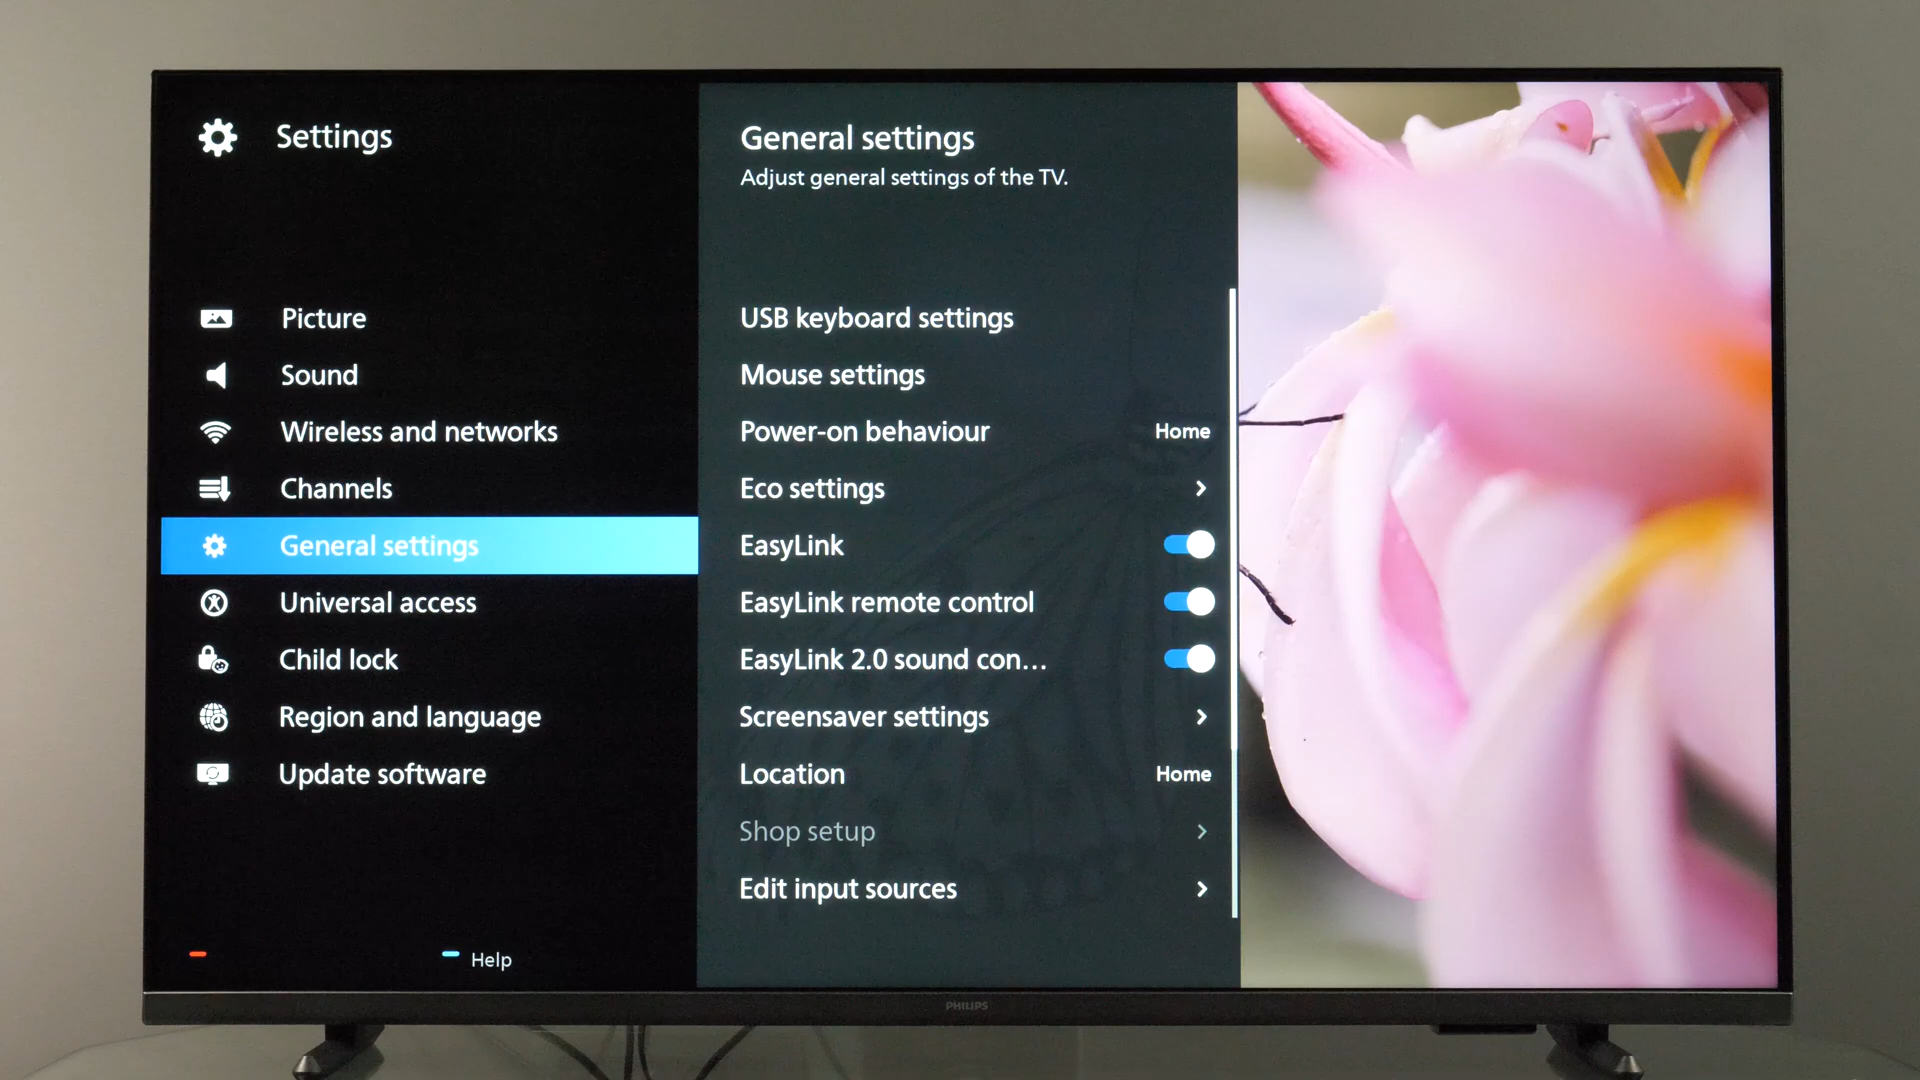 Settings
Picture
Sound
Wireless and networks
Channels
General settings
Universal access
Child lock
Region and language
Update software
Help
General settings
Adjust general settings of the TV.
USB keyboard settings
Mouse settings
Power-on behaviour Home
Eco settings
EasyLink
EasyLink remote control
EasyLink 2.0 sound con...
Screensaver settings
Location Home
Shop setup
Edit input sources
PHILIPS